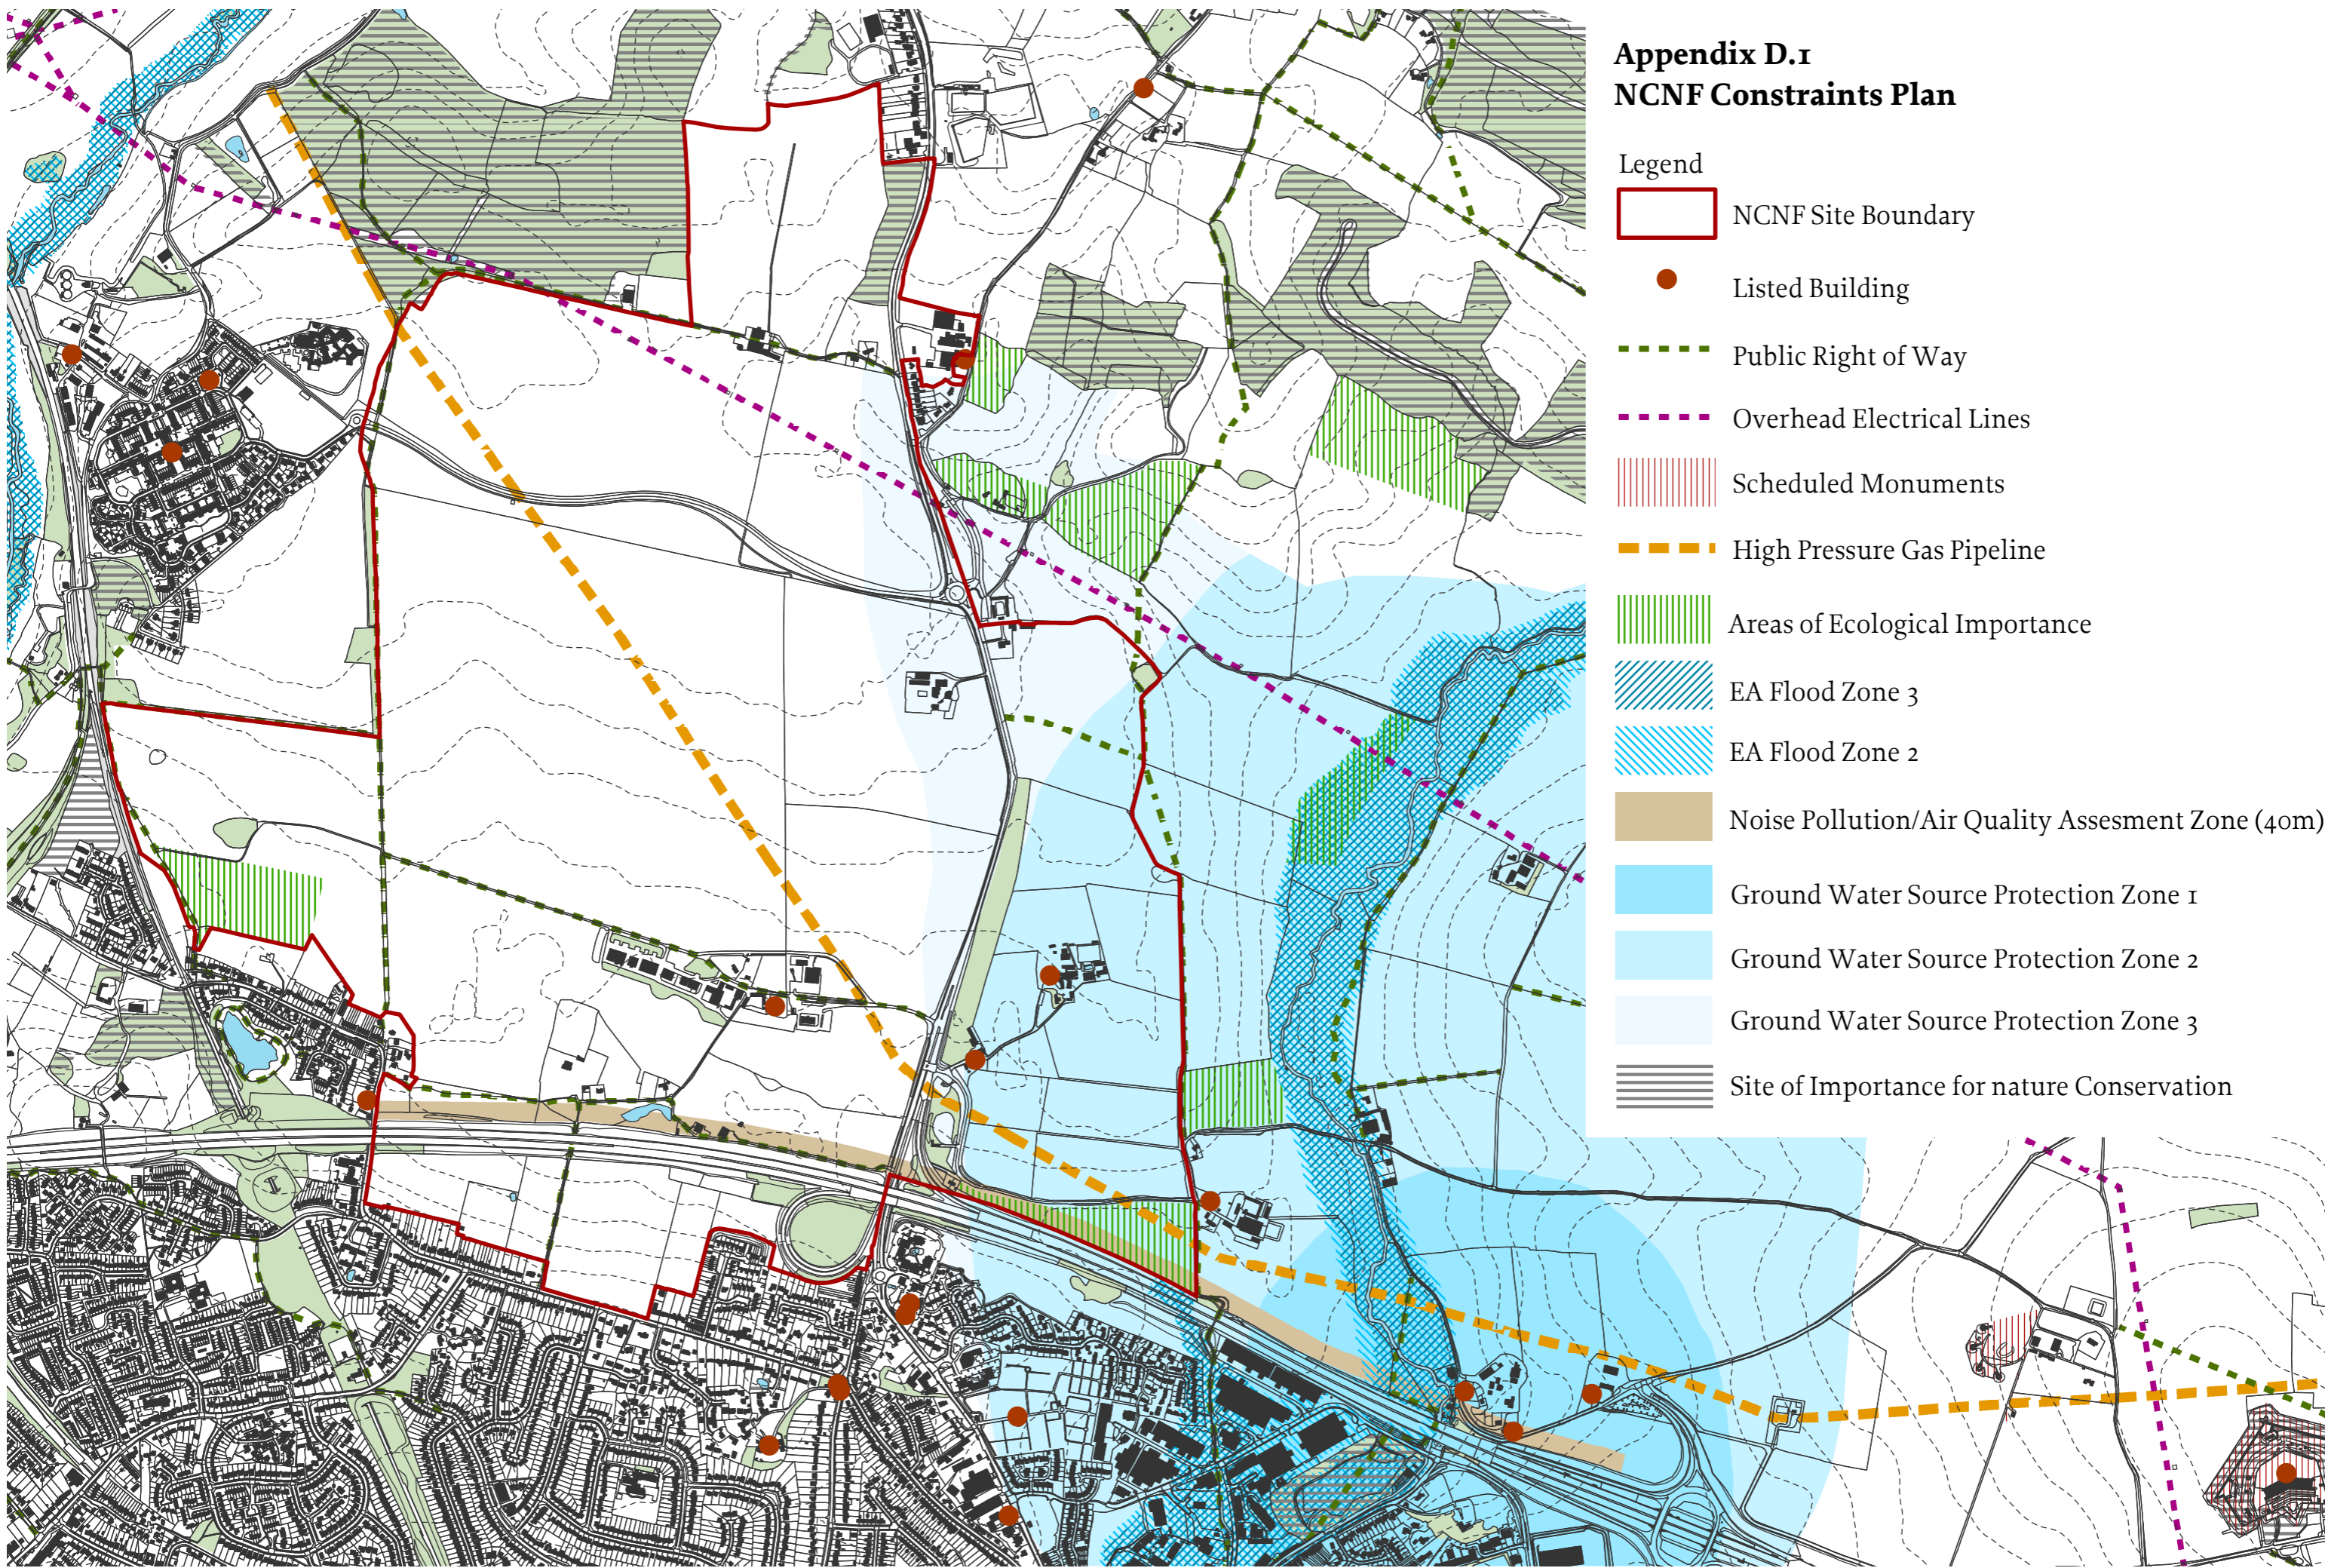 Appendix D.1
NCNF Constraints Plan
Legend
NCNF Site Boundary
Listed Building
Public Right of Way
Overhead Electrical Lines
Scheduled Monuments
High Pressure Gas Pipeline
Areas of Ecological Importance
EA Flood Zone 3
EA Flood Zone 2
Noise Pollution/Air Quality Assesment Zone (40m)
Ground Water Source Protection Zone 1
Ground Water Source Protection Zone 2
Ground Water Source Protection Zone 3
Site of Importance for nature Conservation